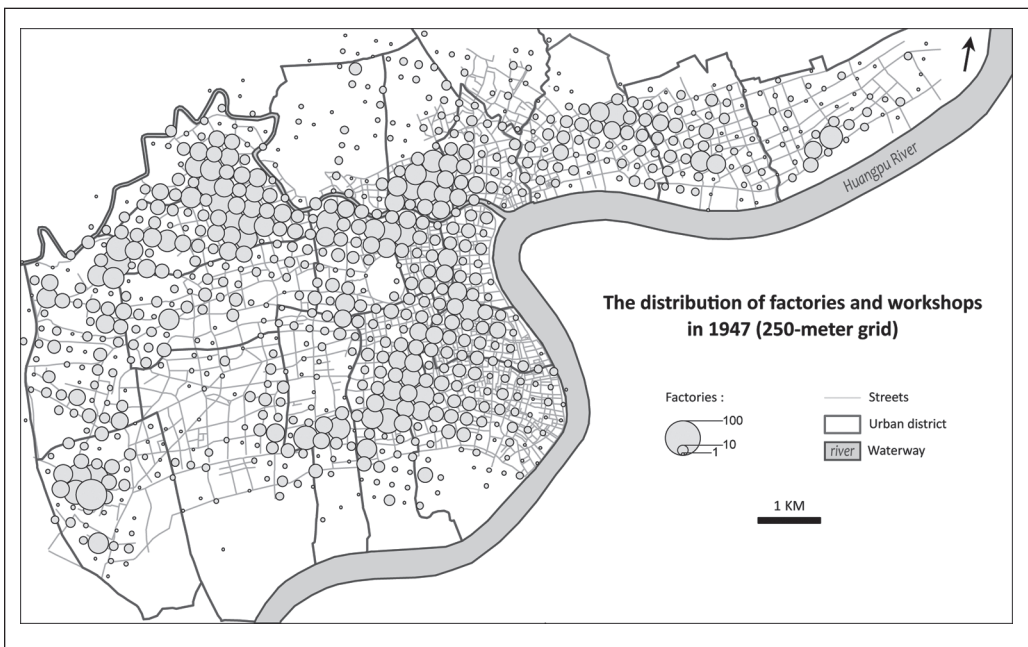 Huangpu River
The distribution of factories and workshops
in 1947 (250-meter grid)
Factories :
100
10
1
Streets
Urban district
river Waterway
1 KM